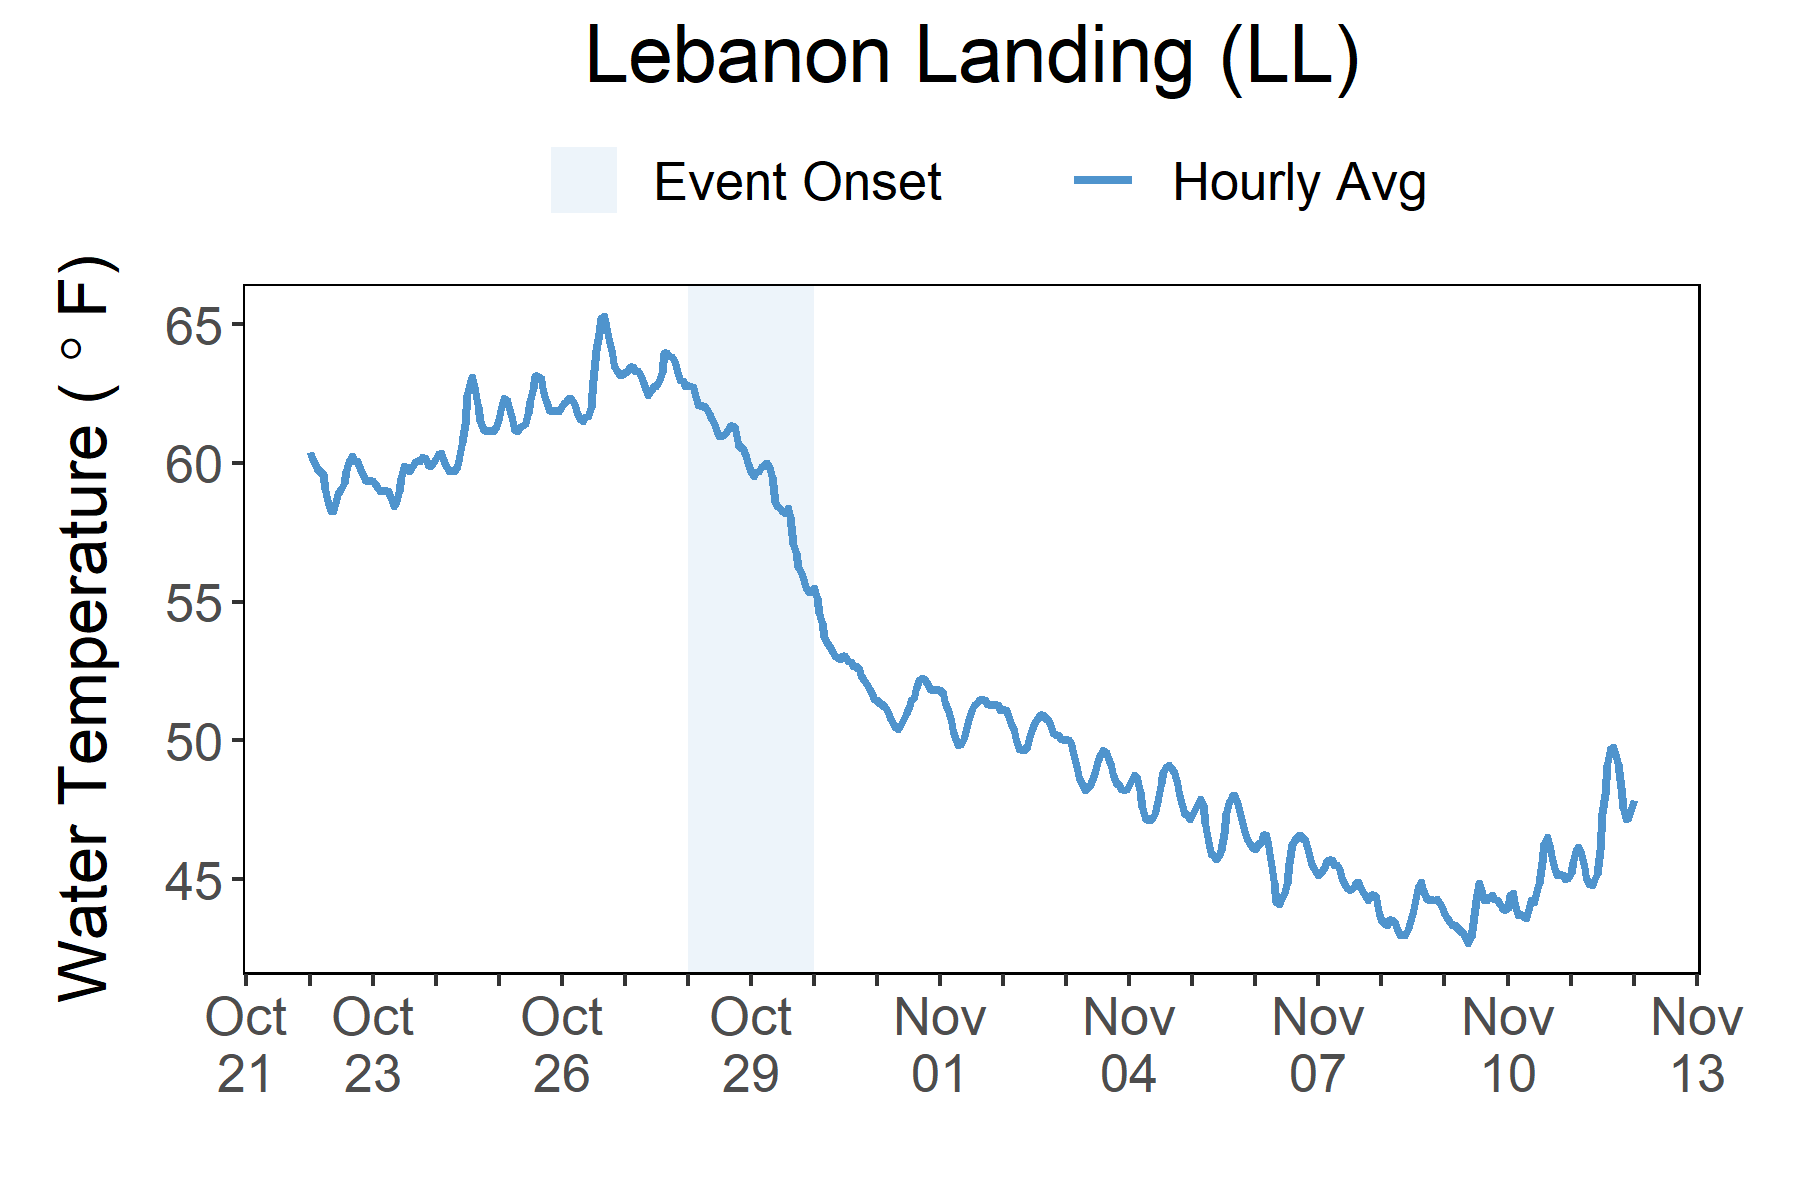 Lebanon Landing (LL)
Event Onset
Hourly Avg
Water Temperature ( ° F)
65
60
55
50
45
Oct
21
Oct
23
Oct
26
Oct
29
Nov
01
Nov
04
Nov
07
Nov
10
Nov
13